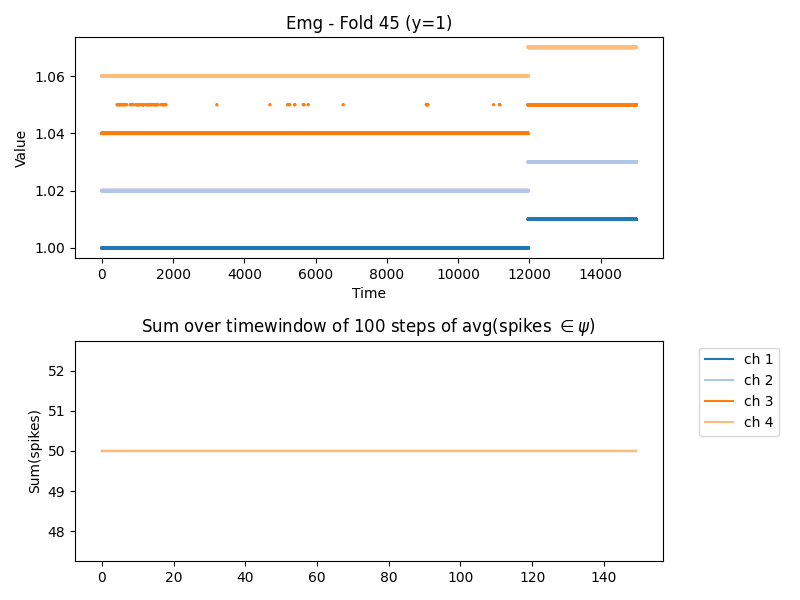 Emg - Fold 45 (y=1)
Value
1.06
1.04
1.02
1.00
0 2000 4000 6000 8000 10000 12000 14000
Time
Sum over timewindow of 100 steps of avg(spikes ∈ψ)
Sum(spikes)
52
51
50
49
48
0 20 40 60 80 100 120 140
ch 1
ch 2
ch 3
ch 4